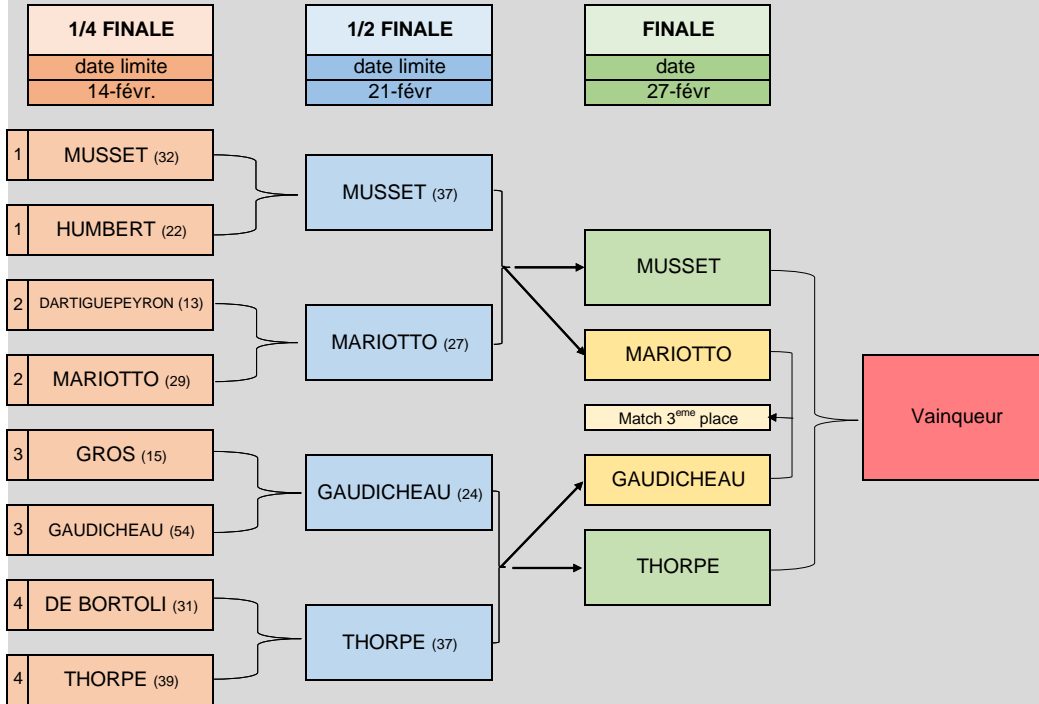 1/4 FINALE
date limite
14-févr.
1/2 FINALE
date limite
21-févr
FINALE
date
27-févr
1 MUSSET (32)
1 HUMBERT (22)
2 DARTIGUEPEYRON (13)
2 MARIOTTO (29)
3 GROS (15)
3 GAUDICHEAU (54)
4 DE BORTOLI (31)
4 THORPE (39)
MUSSET (37)
MARIOTTO (27)
GAUDICHEAU (24)
THORPE (37)
MUSSET
MARIOTTO
Match 3eme place
GAUDICHEAU
THORPE
Vainqueur